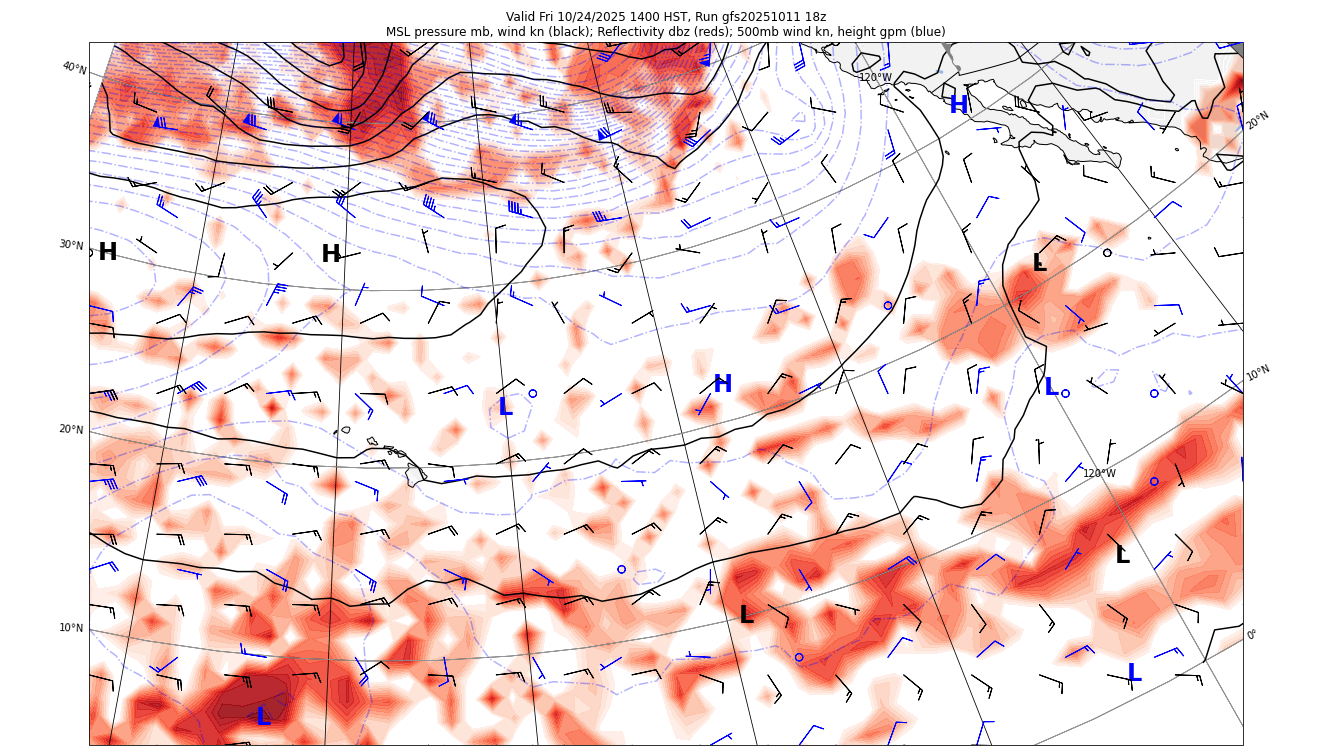 Valid Fri 10/24/2025 1400 HST, Run gfs20251011 18z
MSL pressure mb, wind kn (black); Reflectivity dbz (reds); 500mb wind kn, height gpm (blue)
40°N
120°W
H
20°N
30°N
H
H
L
10°N
H
L
L
20°N
120°W
L
L
10°N
0°
L
L